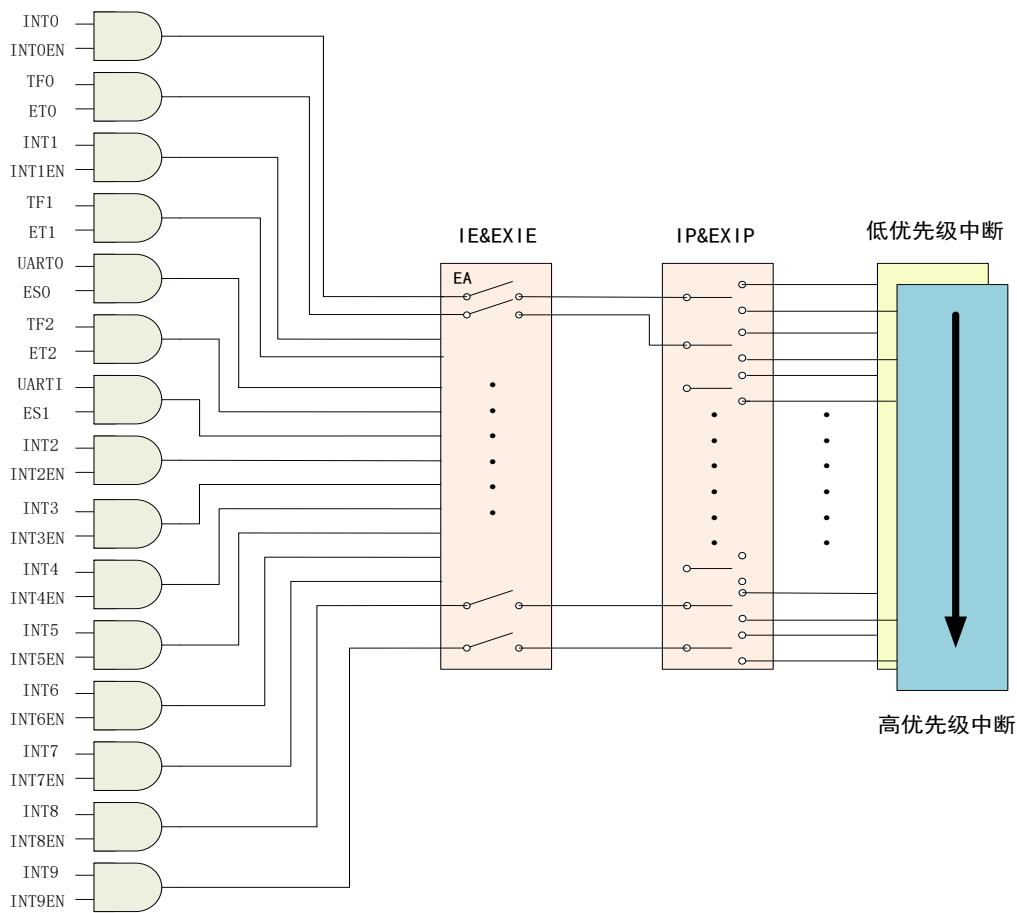 INT0
INT0EN
TF0
ET0
INT1
INT1EN
TF1
ET1
UART0
ES0
TF2
ET2
UARTI
ES1
INT2
INT2EN
INT3
INT3EN
INT4
INT4EN
INT5
INT5EN
INT6
INT6EN
INT7
INT7EN
INT8
INT8EN
INT9
INT9EN
IE&EXIE
EA
IP&EXIP
低优先级中断
高优先级中断